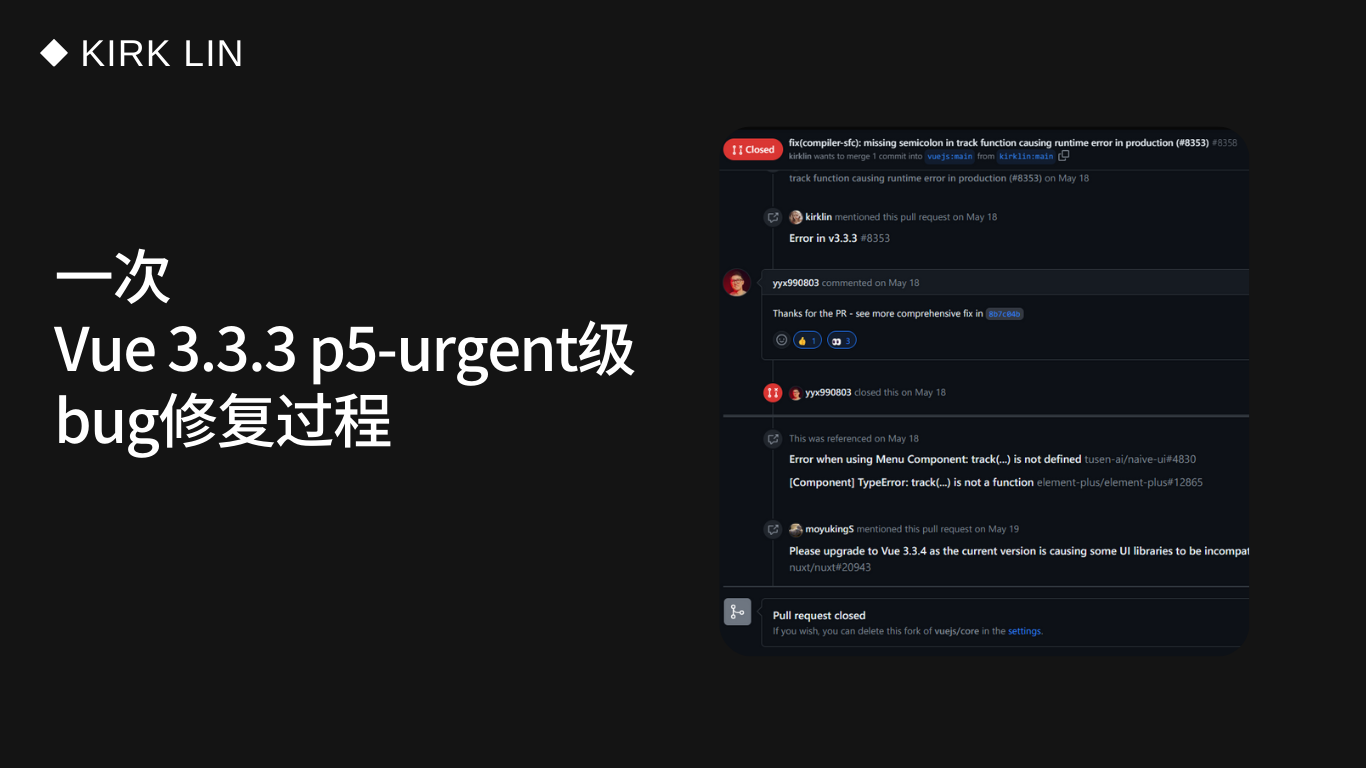 KIRK LIN
一次
Vue 3.3.3 p5-urgent级
bug修复过程
Closed
fix(compiler-sfc): missing semicolon in track function causing runtime error in production (#8353) #8358
kirklin wants to merge 1 commit into vuejs:main from kirklin:main
track function causing runtime error in production (#8353) on May 18
kirklin mentioned this pull request on May 18
Error in v3.3.3 #8353
yyx990803 commented on May 18
Thanks for the PR - see more comprehensive fix in 8b7c04b
1 3
yyx990803 closed this on May 18
This was referenced on May 18
Error when using Menu Component: track(...) is not defined tusen-ai/naive-ui#4830
[Component] TypeError: track(...) is not a function element-plus/element-plus#12865
moyukingS mentioned this pull request on May 19
Please upgrade to Vue 3.3.4 as the current version is causing some UI libraries to be incompat
nuxt/nuxt#20943
Pull request closed
If you wish, you can delete this fork of vuejs/core in the settings.